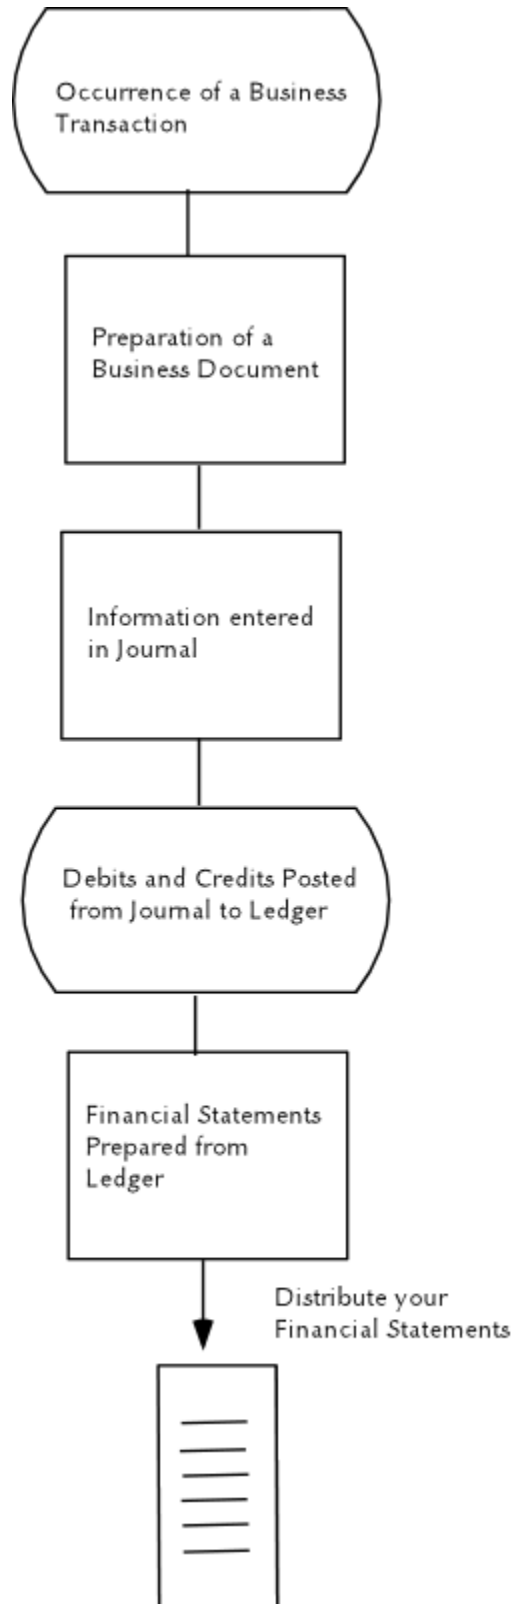 Occurrence of a Business
Transaction
Preparation of a
Business Document
Information entered
in Journal
Debits and Credits Posted
from Journal to Ledger
Financial Statements
Prepared from
Ledger
Distribute your
Financial Statements